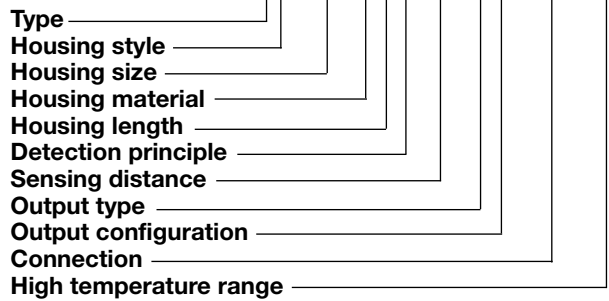 Type
Housing style
Housing size
Housing material
Housing length
Detection principle
Sensing distance
Output type
Output configuration
Connection
High temperature range